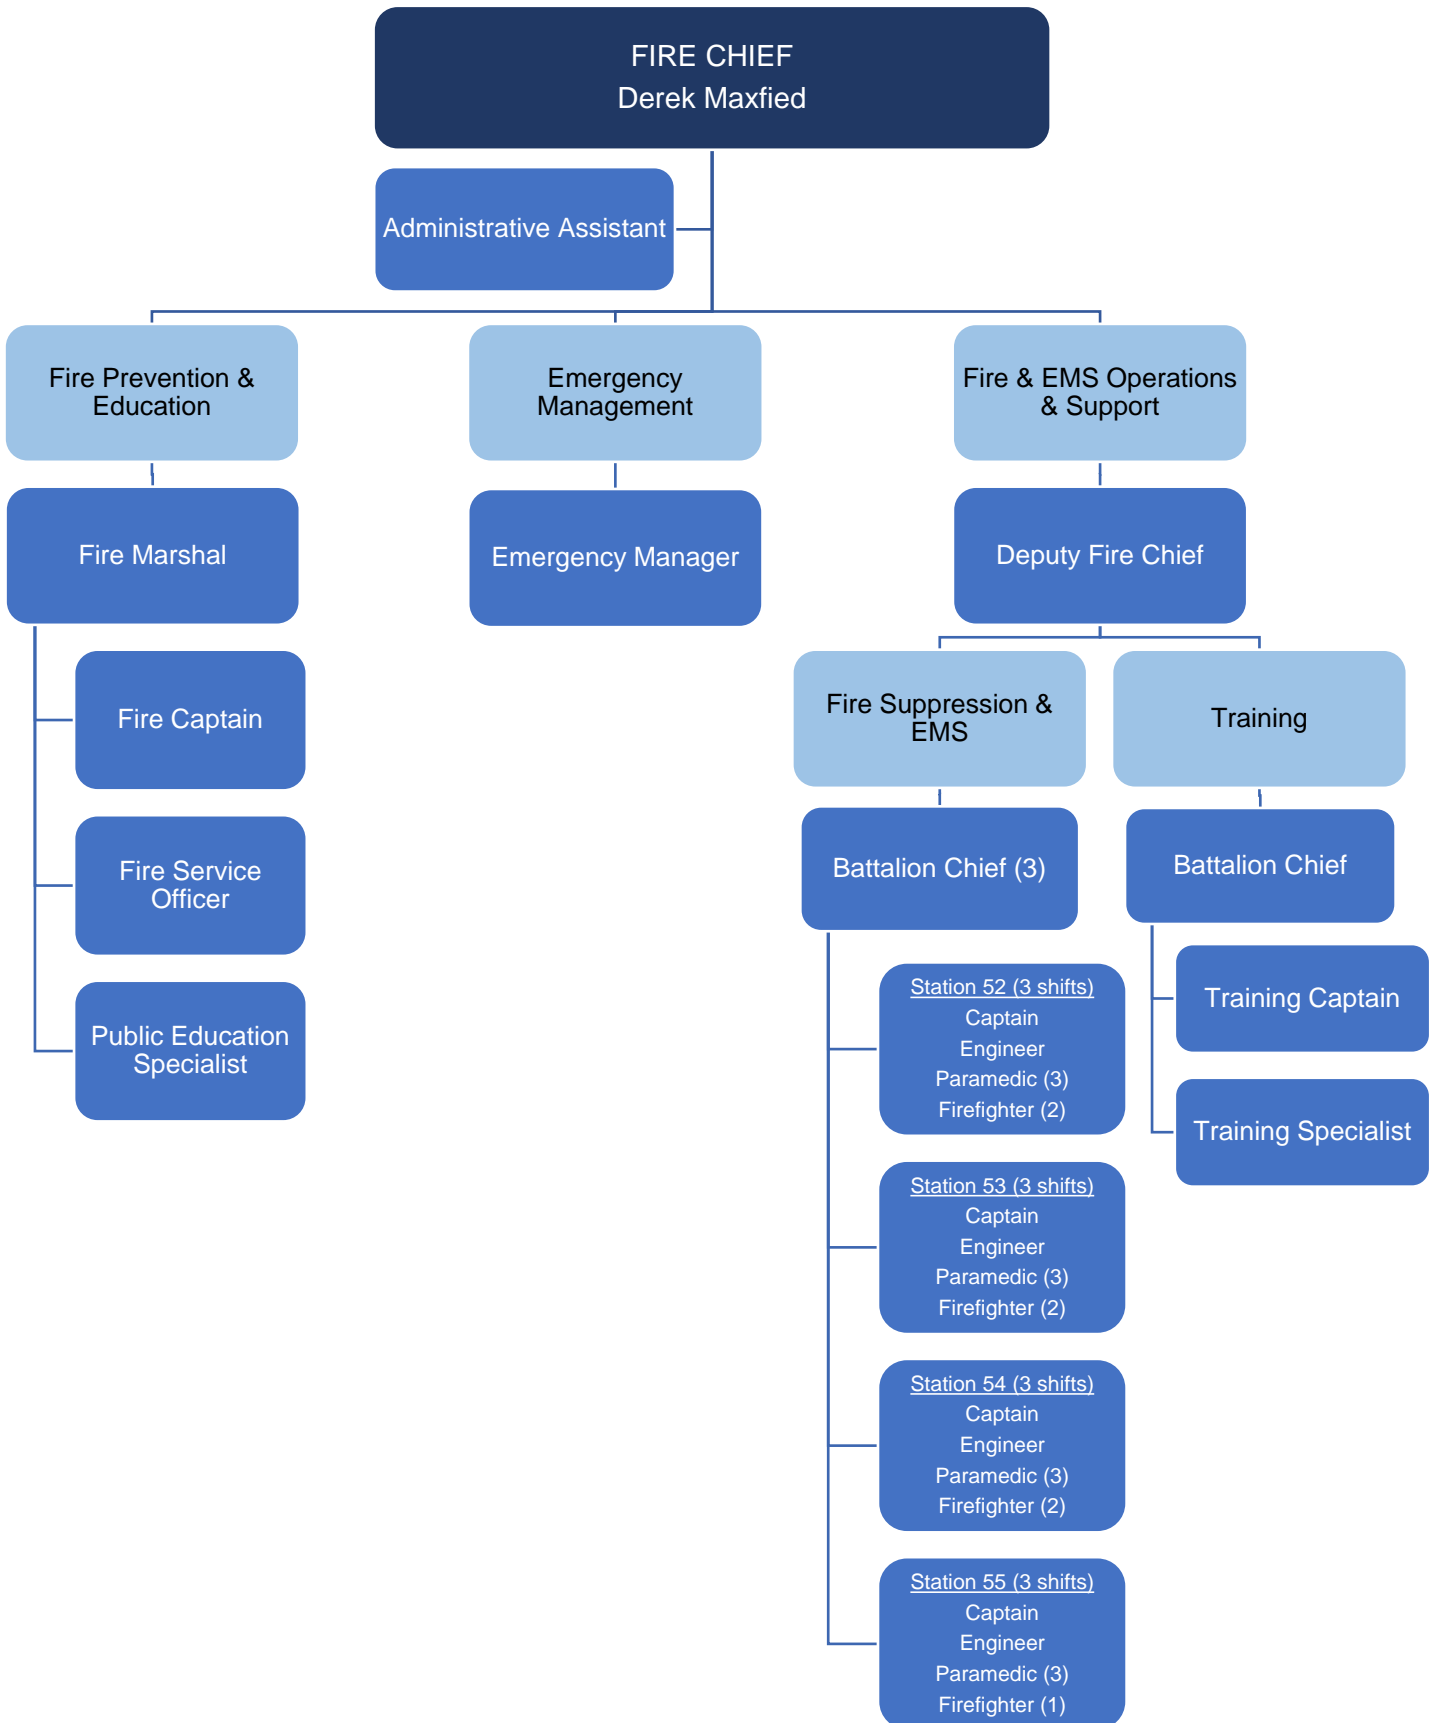 FIRE CHIEF
Derek Maxfied
Administrative Assistant
Fire Prevention &
Education
Emergency
Management
Fire & EMS Operations
& Support
Fire Marshal
Emergency Manager
Deputy Fire Chief
Fire Captain
Fire Service
Officer
Public Education
Specialist
Fire Suppression &
EMS
Training
Battalion Chief (3)
Battalion Chief
Station 52 (3 shifts)
Captain
Engineer
Paramedic (3)
Firefighter (2)
Station 53 (3 shifts)
Captain
Engineer
Paramedic (3)
Firefighter (2)
Station 54 (3 shifts)
Captain
Engineer
Paramedic (3)
Firefighter (2)
Station 55 (3 shifts)
Captain
Engineer
Paramedic (3)
Firefighter (1)
Training Captain
Training Specialist